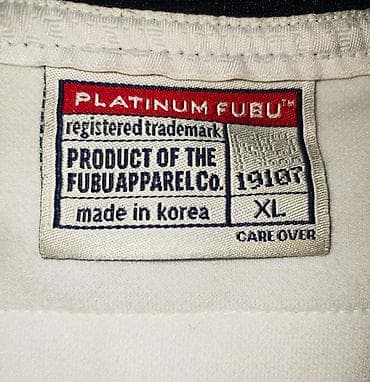 PLATINUM FUBU™
registered trademark
PRODUCT OF THE
FUBU APPAREL Co.
19107
made in korea
XL
CARE OVER